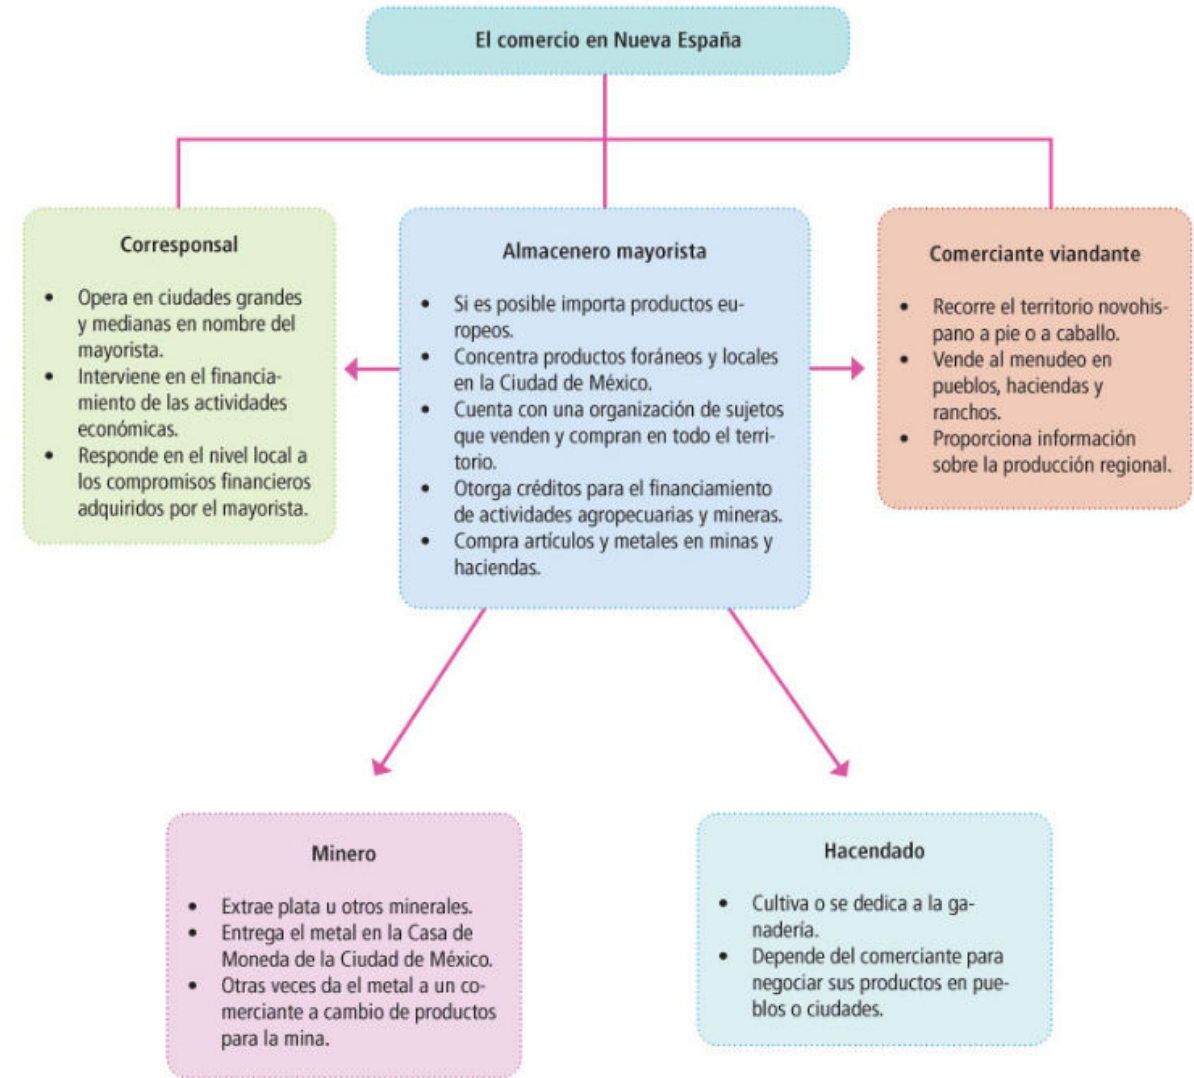 El comercio en Nueva España
Corresponsal
• Opera en ciudades grandes
y medianas en nombre del
mayorista.
• Interviene en el financia-
miento de las actividades
económicas.
• Responde en el nivel local a
los compromisos financieros
adquiridos por el mayorista.
Almacenero mayorista
• Si es posible importa productos eu-
ropeos.
• Concentra productos foráneos y locales
en la Ciudad de México.
• Cuenta con una organización de sujetos
que venden y compran en todo el terri-
torio.
• Otorga créditos para el financiamiento
de actividades agropecuarias y mineras.
• Compra artículos y metales en minas y
haciendas.
Comerciante viandante
• Recorre el territorio novohis-
pano a pie o a caballo.
• Vende al menudeo en
pueblos, haciendas y
ranchos.
• Proporciona información
sobre la producción regional.
Minero
• Extrae plata u otros minerales.
• Entrega el metal en la Casa de
Moneda de la Ciudad de México.
• Otras veces da el metal a un co-
merciante a cambio de productos
para la mina.
Hacendado
• Cultiva o se dedica a la ga-
nadería.
• Depende del comerciante para
negociar sus productos en pue-
blos o ciudades.